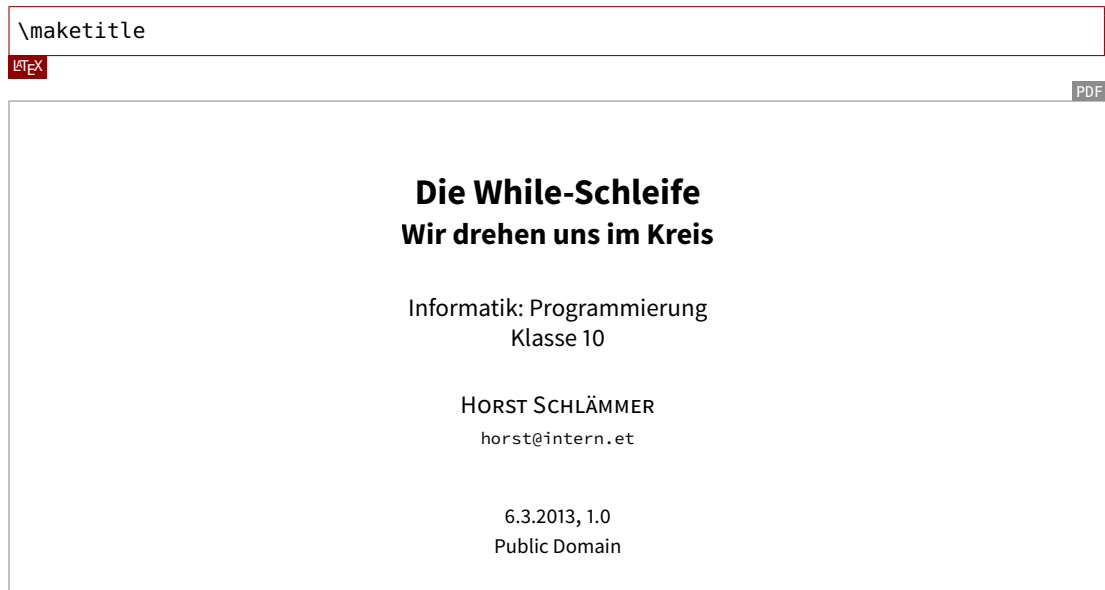 \maketitle
LATEX
PDF
Die While-Schleife
Wir drehen uns im Kreis
Informatik: Programmierung
Klasse 10
HORST SCHLÄMMER
horst@intern.et
6.3.2013, 1.0
Public Domain